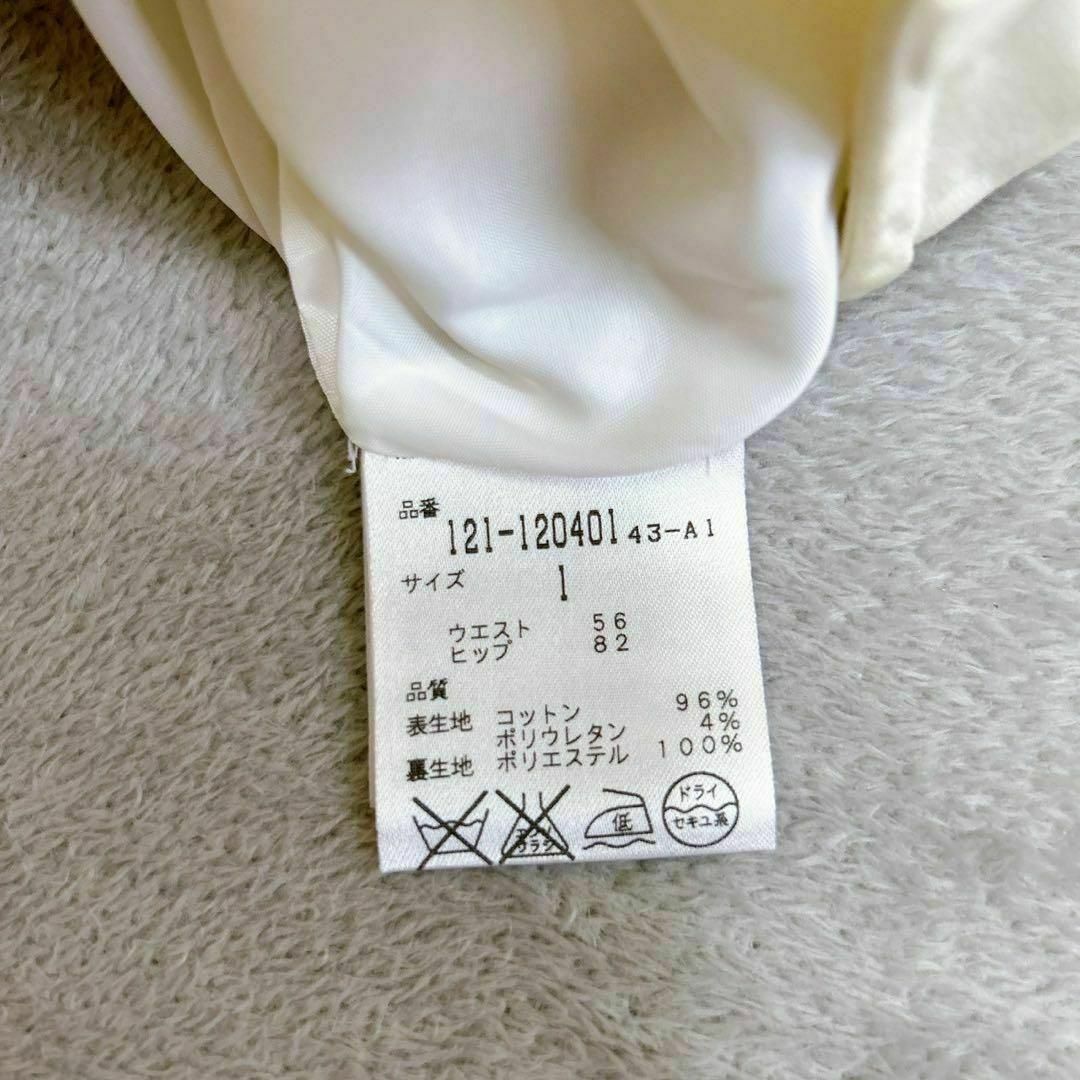 品番
121-120401 43-A1
サイズ 1
ウエスト 56
ヒップ 82
品質
表生地 コットン 96%
ポリウレタン 4%
裏生地 ポリエステル 100%
低
ドライ
セキユ系